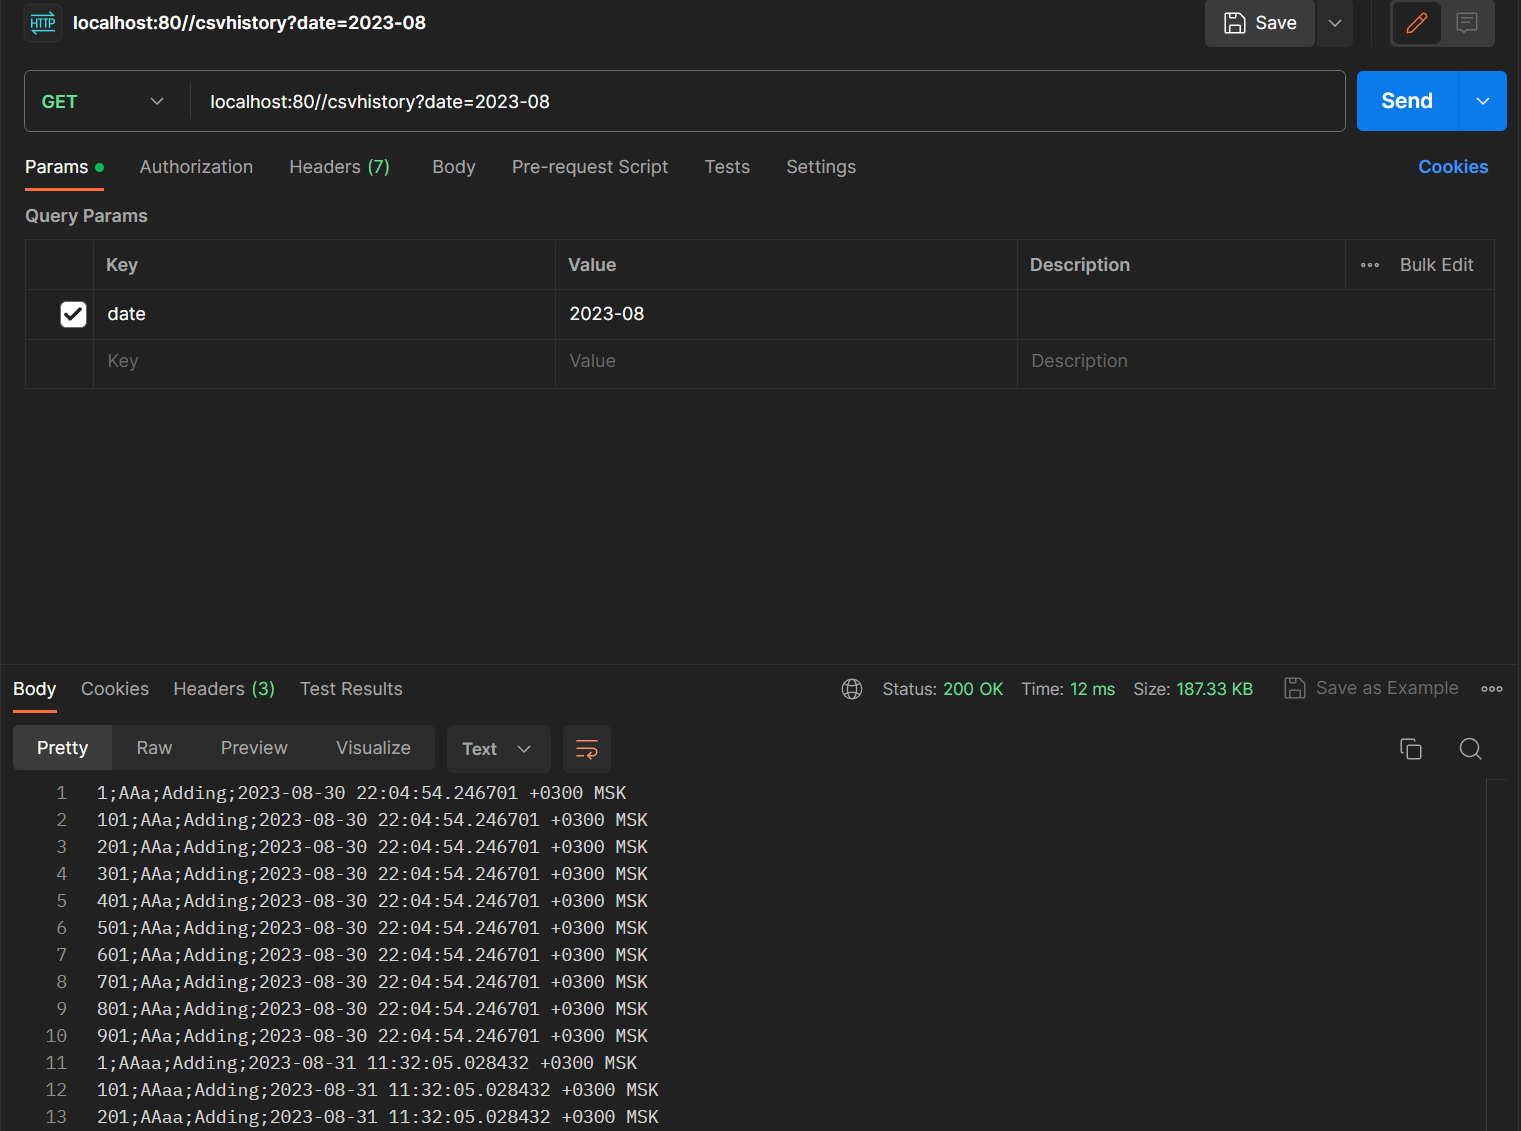 HTTP localhost:80//csvhistory?date=2023-08 Save
GET localhost:80//csvhistory?date=2023-08 Send
Params Authorization Headers (7) Body Pre-request Script Tests Settings Cookies
Query Params
Key Value Description Bulk Edit
date 2023-08
Key Value Description
Body Cookies Headers (3) Test Results Status: 200 OK Time: 12 ms Size: 187.33 KB Save as Example
Pretty Raw Preview Visualize Text
1 1;AAa;Adding;2023-08-30 22:04:54.246701 +0300 MSK
2 101;AAa;Adding;2023-08-30 22:04:54.246701 +0300 MSK
3 201;AAa;Adding;2023-08-30 22:04:54.246701 +0300 MSK
4 301;AAa;Adding;2023-08-30 22:04:54.246701 +0300 MSK
5 401;AAa;Adding;2023-08-30 22:04:54.246701 +0300 MSK
6 501;AAa;Adding;2023-08-30 22:04:54.246701 +0300 MSK
7 601;AAa;Adding;2023-08-30 22:04:54.246701 +0300 MSK
8 701;AAa;Adding;2023-08-30 22:04:54.246701 +0300 MSK
9 801;AAa;Adding;2023-08-30 22:04:54.246701 +0300 MSK
10 901;AAa;Adding;2023-08-30 22:04:54.246701 +0300 MSK
11 1;AAaa;Adding;2023-08-31 11:32:05.028432 +0300 MSK
12 101;AAaa;Adding;2023-08-31 11:32:05.028432 +0300 MSK
13 201;AAaa;Adding;2023-08-31 11:32:05.028432 +0300 MSK